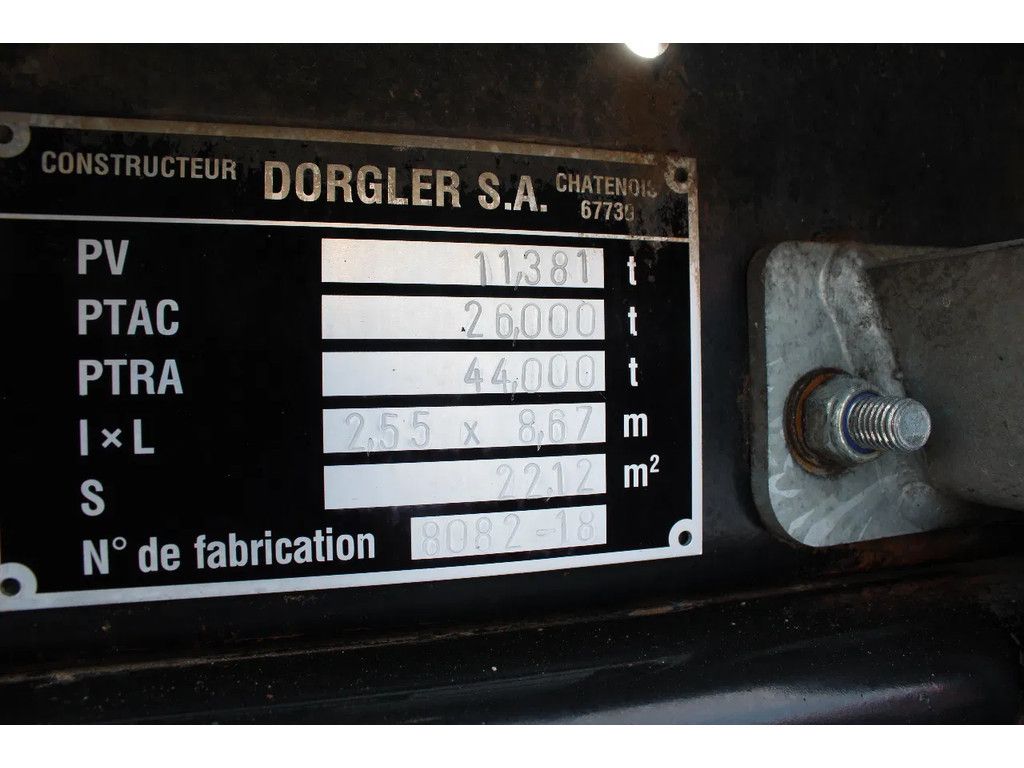 CONSTRUCTEUR DORGLER S.A. CHATENOIS 67730
PV 11,381 t
PTAC 26,000 t
PTRA 44,000 t
l × L 2,55 x 8,67 m
S 22,12 m²
N° de fabrication 8082-18